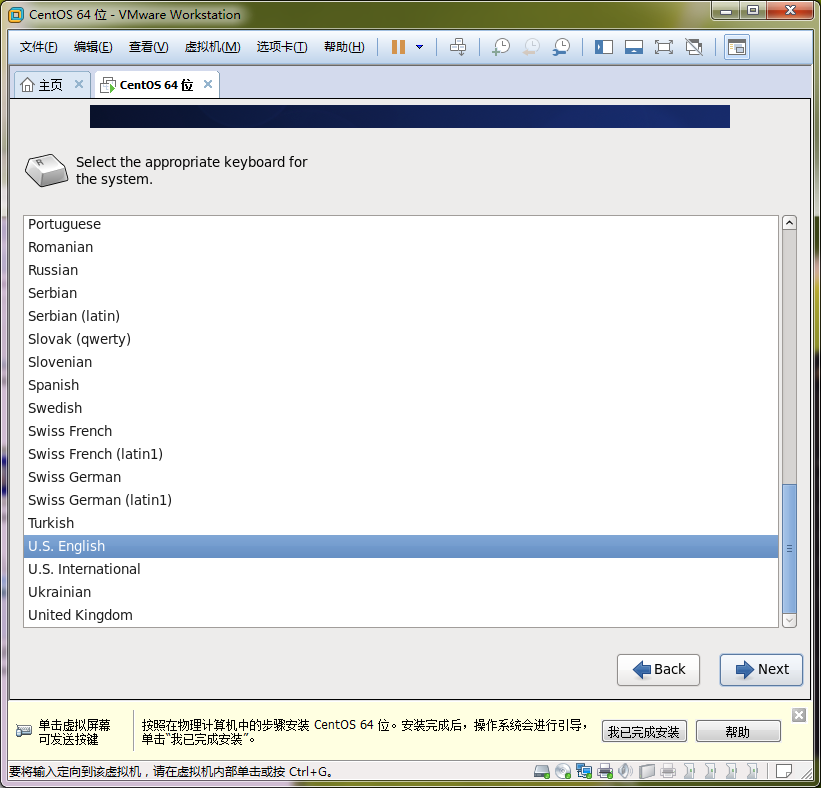 CentOS 64 位 - VMware Workstation
文件(F) 编辑(E) 查看(V) 虚拟机(M) 选项卡(T) 帮助(H)
主页 CentOS 64 位
Select the appropriate keyboard for
the system.
Portuguese
Romanian
Russian
Serbian
Serbian (latin)
Slovak (qwerty)
Slovenian
Spanish
Swedish
Swiss French
Swiss French (latin1)
Swiss German
Swiss German (latin1)
Turkish
U.S. English
U.S. International
Ukrainian
United Kingdom
Back Next
单击虚拟屏幕
可发送按键
按照在物理计算机中的步骤安装 CentOS 64 位。安装完成后，操作系统会进行引导，
单击“我已完成安装”。
我已完成安装 帮助
要将输入定向到该虚拟机，请在虚拟机内部单击或按 Ctrl+G。